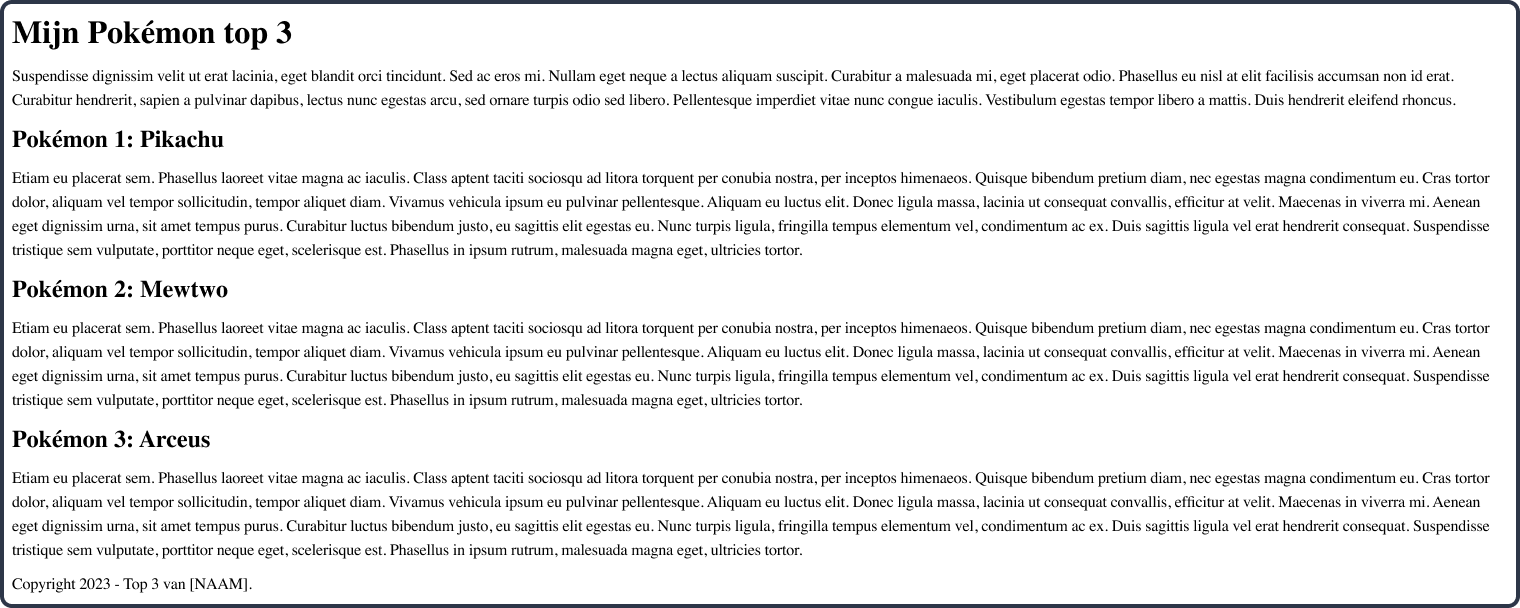 Mijn Pokémon top 3
Suspendisse dignissim velit ut erat lacinia, eget blandit orci tincidunt. Sed ac eros mi. Nullam eget neque a lectus aliquam suscipit. Curabitur a malesuada mi, eget placerat odio. Phasellus eu nisl at elit facilisis accumsan non id erat.
Curabitur hendrerit, sapien a pulvinar dapibus, lectus nunc egestas arcu, sed ornare turpis odio sed libero. Pellentesque imperdiet vitae nunc congue iaculis. Vestibulum egestas tempor libero a mattis. Duis hendrerit eleifend rhoncus.
Pokémon 1: Pikachu
Etiam eu placerat sem. Phasellus laoreet vitae magna ac iaculis. Class aptent taciti sociosqu ad litora torquent per conubia nostra, per inceptos himenaeos. Quisque bibendum pretium diam, nec egestas magna condimentum eu. Cras tortor
dolor, aliquam vel tempor sollicitudin, tempor aliquet diam. Vivamus vehicula ipsum eu pulvinar pellentesque. Aliquam eu luctus elit. Donec ligula massa, lacinia ut consequat convallis, efficitur at velit. Maecenas in viverra mi. Aenean
eget dignissim urna, sit amet tempus purus. Curabitur luctus bibendum justo, eu sagittis elit egestas eu. Nunc turpis ligula, fringilla tempus elementum vel, condimentum ac ex. Duis sagittis ligula vel erat hendrerit consequat. Suspendisse
tristique sem vulputate, porttitor neque eget, scelerisque est. Phasellus in ipsum rutrum, malesuada magna eget, ultricies tortor.
Pokémon 2: Mewtwo
Etiam eu placerat sem. Phasellus laoreet vitae magna ac iaculis. Class aptent taciti sociosqu ad litora torquent per conubia nostra, per inceptos himenaeos. Quisque bibendum pretium diam, nec egestas magna condimentum eu. Cras tortor
dolor, aliquam vel tempor sollicitudin, tempor aliquet diam. Vivamus vehicula ipsum eu pulvinar pellentesque. Aliquam eu luctus elit. Donec ligula massa, lacinia ut consequat convallis, efficitur at velit. Maecenas in viverra mi. Aenean
eget dignissim urna, sit amet tempus purus. Curabitur luctus bibendum justo, eu sagittis elit egestas eu. Nunc turpis ligula, fringilla tempus elementum vel, condimentum ac ex. Duis sagittis ligula vel erat hendrerit consequat. Suspendisse
tristique sem vulputate, porttitor neque eget, scelerisque est. Phasellus in ipsum rutrum, malesuada magna eget, ultricies tortor.
Pokémon 3: Arceus
Etiam eu placerat sem. Phasellus laoreet vitae magna ac iaculis. Class aptent taciti sociosqu ad litora torquent per conubia nostra, per inceptos himenaeos. Quisque bibendum pretium diam, nec egestas magna condimentum eu. Cras tortor
dolor, aliquam vel tempor sollicitudin, tempor aliquet diam. Vivamus vehicula ipsum eu pulvinar pellentesque. Aliquam eu luctus elit. Donec ligula massa, lacinia ut consequat convallis, efficitur at velit. Maecenas in viverra mi. Aenean
eget dignissim urna, sit amet tempus purus. Curabitur luctus bibendum justo, eu sagittis elit egestas eu. Nunc turpis ligula, fringilla tempus elementum vel, condimentum ac ex. Duis sagittis ligula vel erat hendrerit consequat. Suspendisse
tristique sem vulputate, porttitor neque eget, scelerisque est. Phasellus in ipsum rutrum, malesuada magna eget, ultricies tortor.
Copyright 2023 - Top 3 van [NAAM].